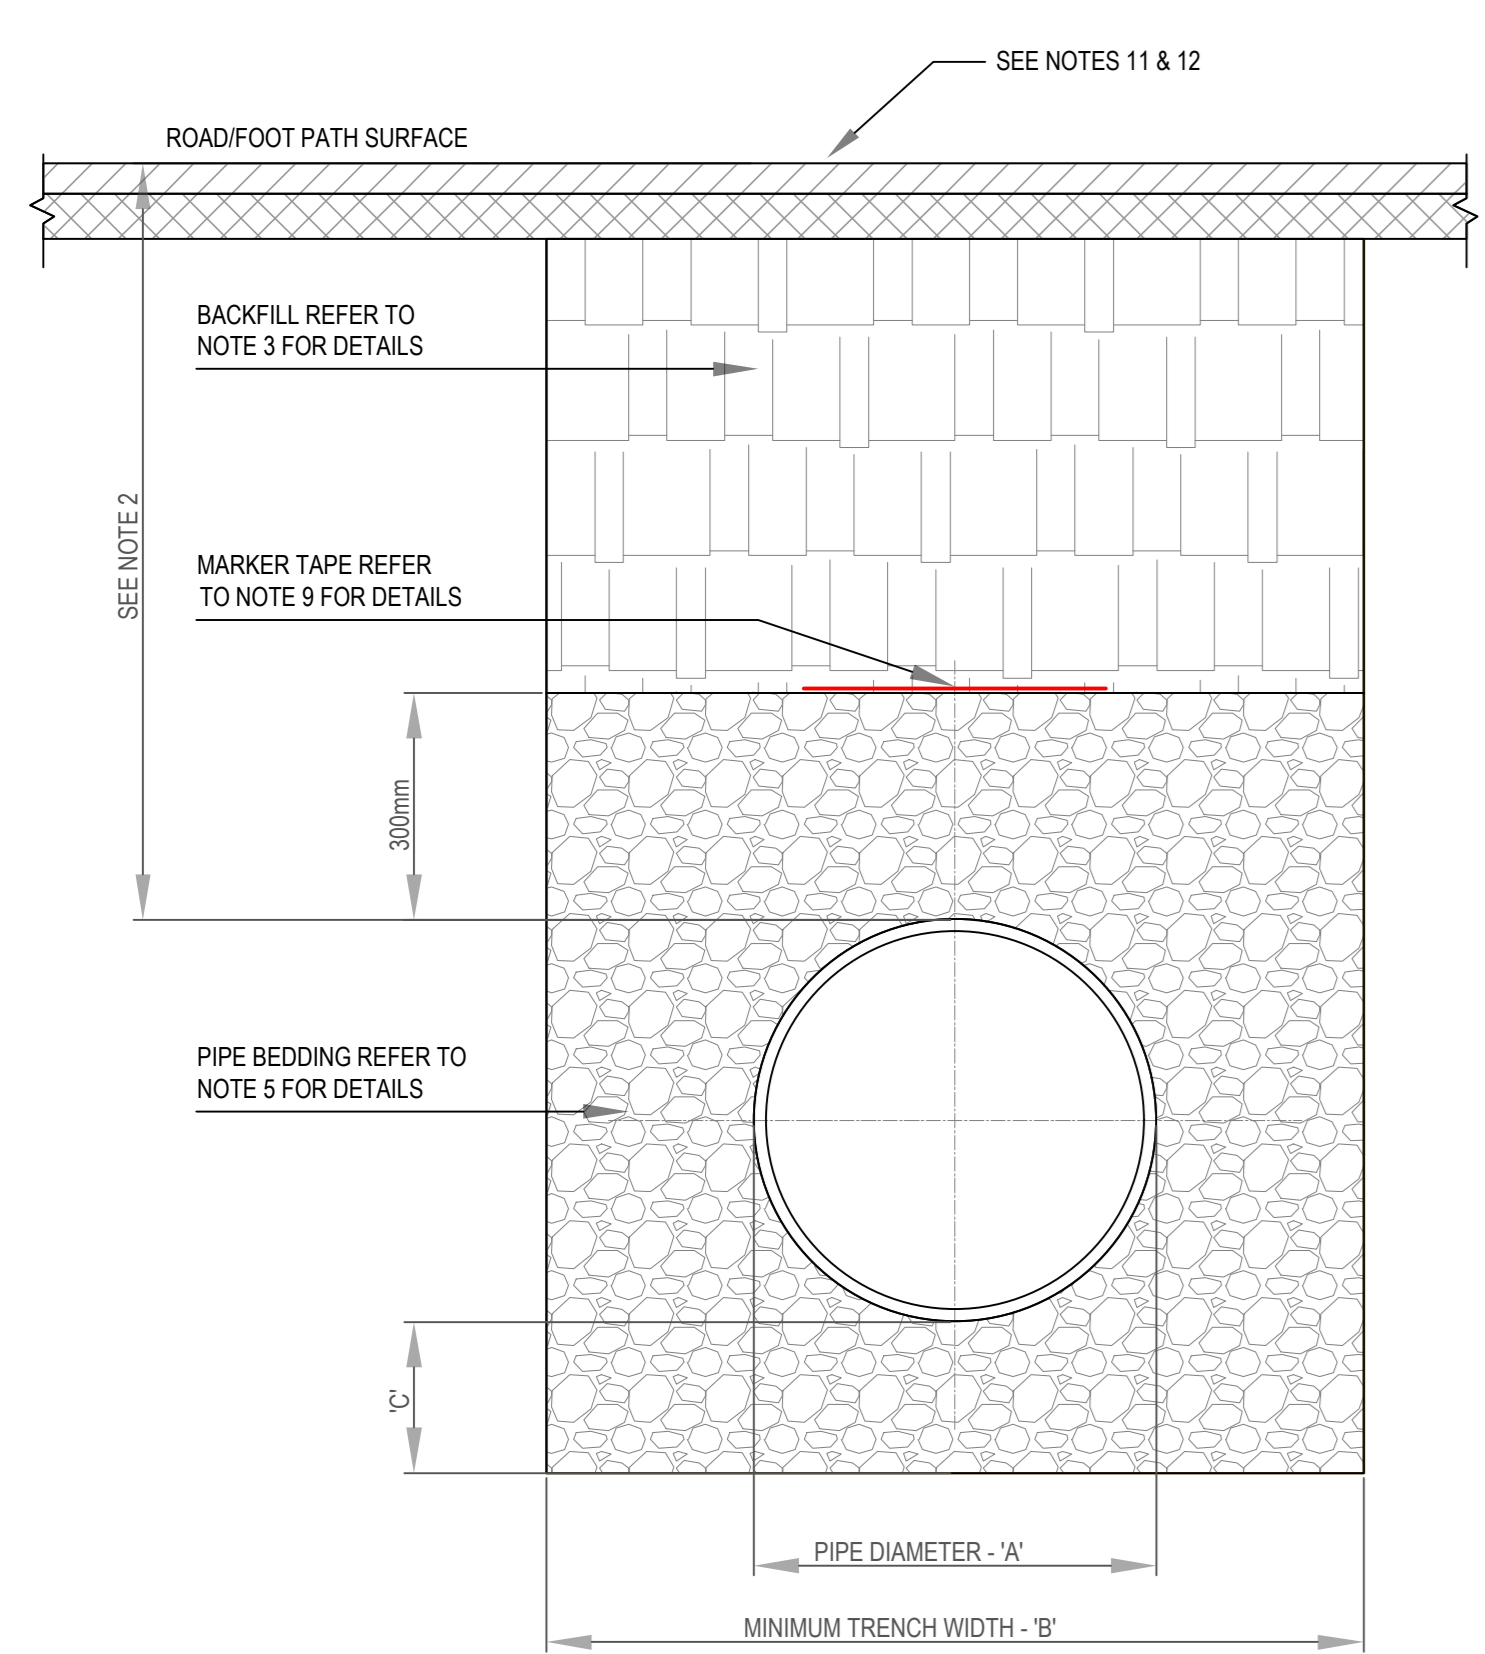 SEE NOTES 11 & 12
ROAD/FOOT PATH SURFACE
BACKFILL REFER TO
NOTE 3 FOR DETAILS
SEE NOTE 2
MARKER TAPE REFER
TO NOTE 9 FOR DETAILS
300mm
PIPE BEDDING REFER TO
NOTE 5 FOR DETAILS
'C'
PIPE DIAMETER - 'A'
MINIMUM TRENCH WIDTH - 'B'